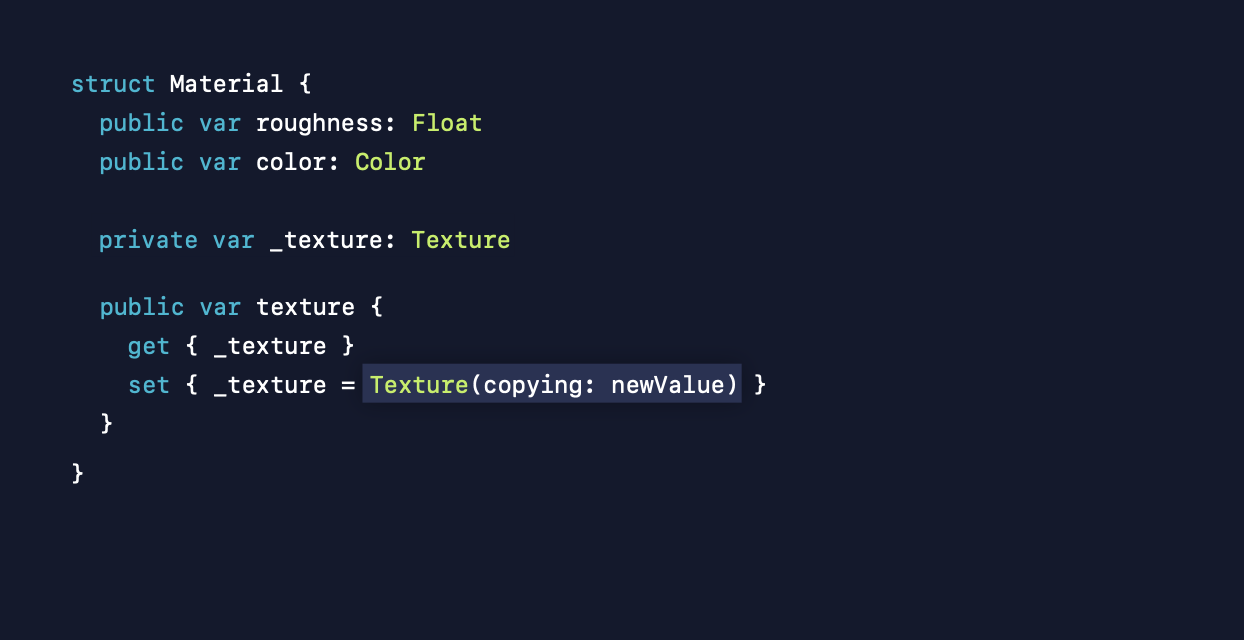 struct Material {
public var roughness: Float
public var color: Color
private var _texture: Texture
public var texture {
get { _texture }
set { _texture = Texture(copying: newValue) }
}
}